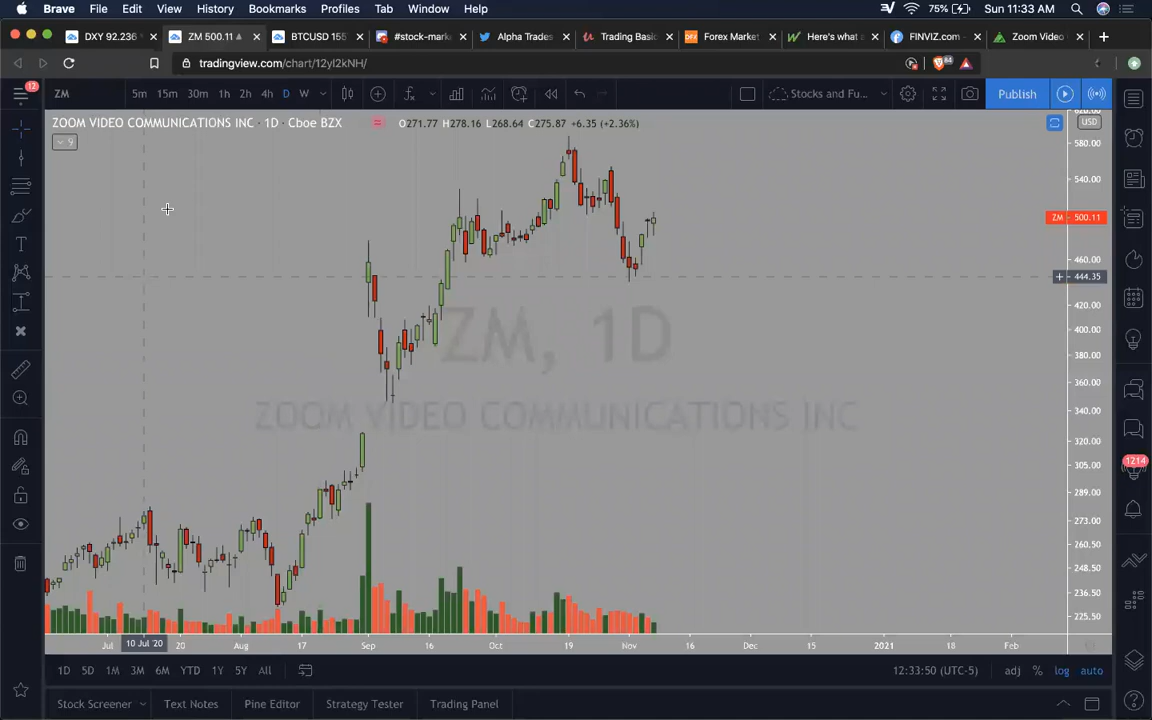 Brave File Edit View History Bookmarks Profiles Tab Window Help 75% Sun 11:33 AM
DXY 92.236 ZM 500.11 BTCUSD 155 #stock-mark Alpha Trades Trading Basic Forex Market Here's what a FINVIZ.com - Zoom Video
tradingview.com/chart/12yI2kNH/ 84
12 ZM 5m 15m 30m 1h 2h 4h D W Stocks and Fu... Publish
ZOOM VIDEO COMMUNICATIONS INC · 1D · Cboe BZX O271.77 H278.16 L268.64 C275.87 +6.35 (+2.36%) USD
9
580.00
540.00
ZM 500.11
460.00
444.35
420.00
400.00
380.00
360.00
340.00
320.00
305.00
289.00
273.00
260.50
248.50
236.50
225.50
ZM, 1D
ZOOM VIDEO COMMUNICATIONS INC
1214
Jul 10 Jul '20 20 Aug 17 Sep 16 Oct 19 Nov 16 Dec 18 2021 18 Feb
1D 5D 1M 3M 6M YTD 1Y 5Y All 12:33:50 (UTC-5) adj % log auto
Stock Screener Text Notes Pine Editor Strategy Tester Trading Panel